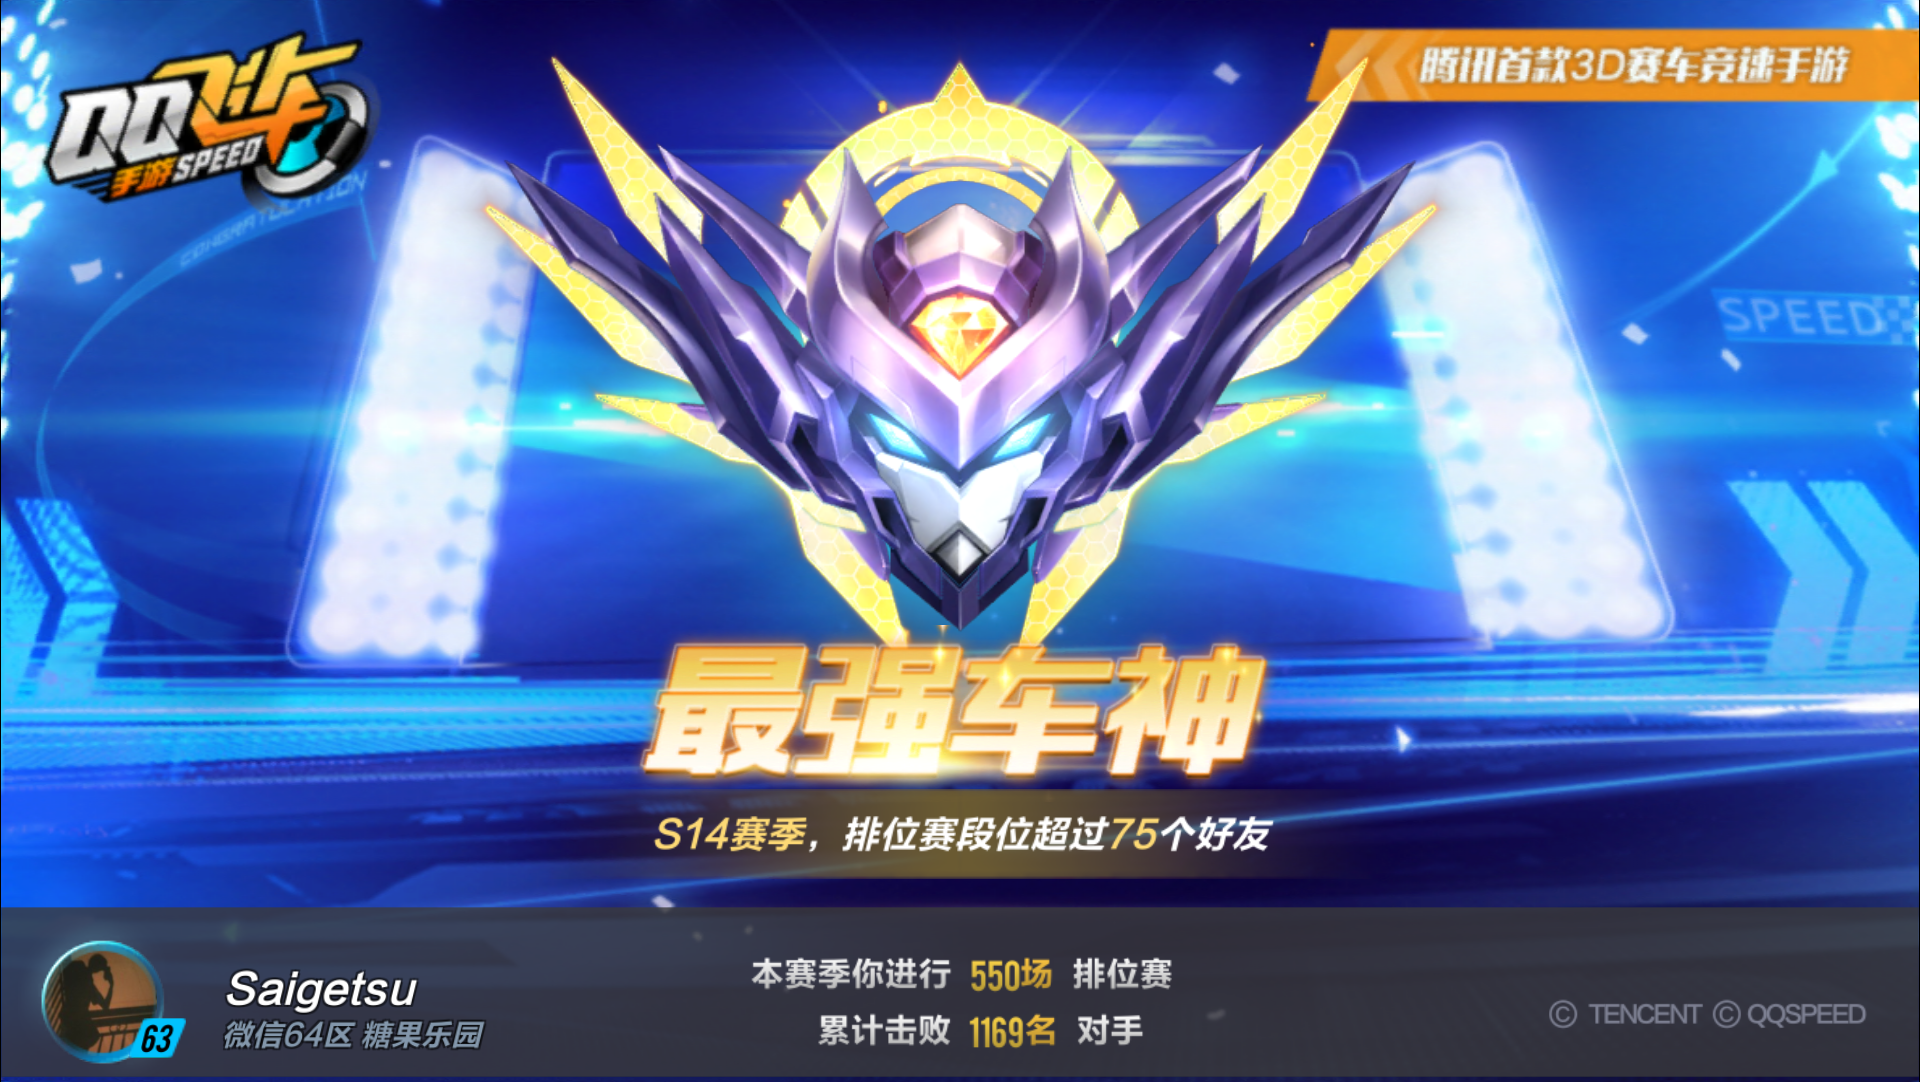 QQ飞车
手游SPEED
腾讯首款3D赛车竞速手游
CONGRATULATION
SPEED
最强车神
S14赛季，排位赛段位超过75个好友
63
Saigetsu
微信64区 糖果乐园
本赛季你进行 550场 排位赛
累计击败 1169名 对手
© TENCENT © QQSPEED